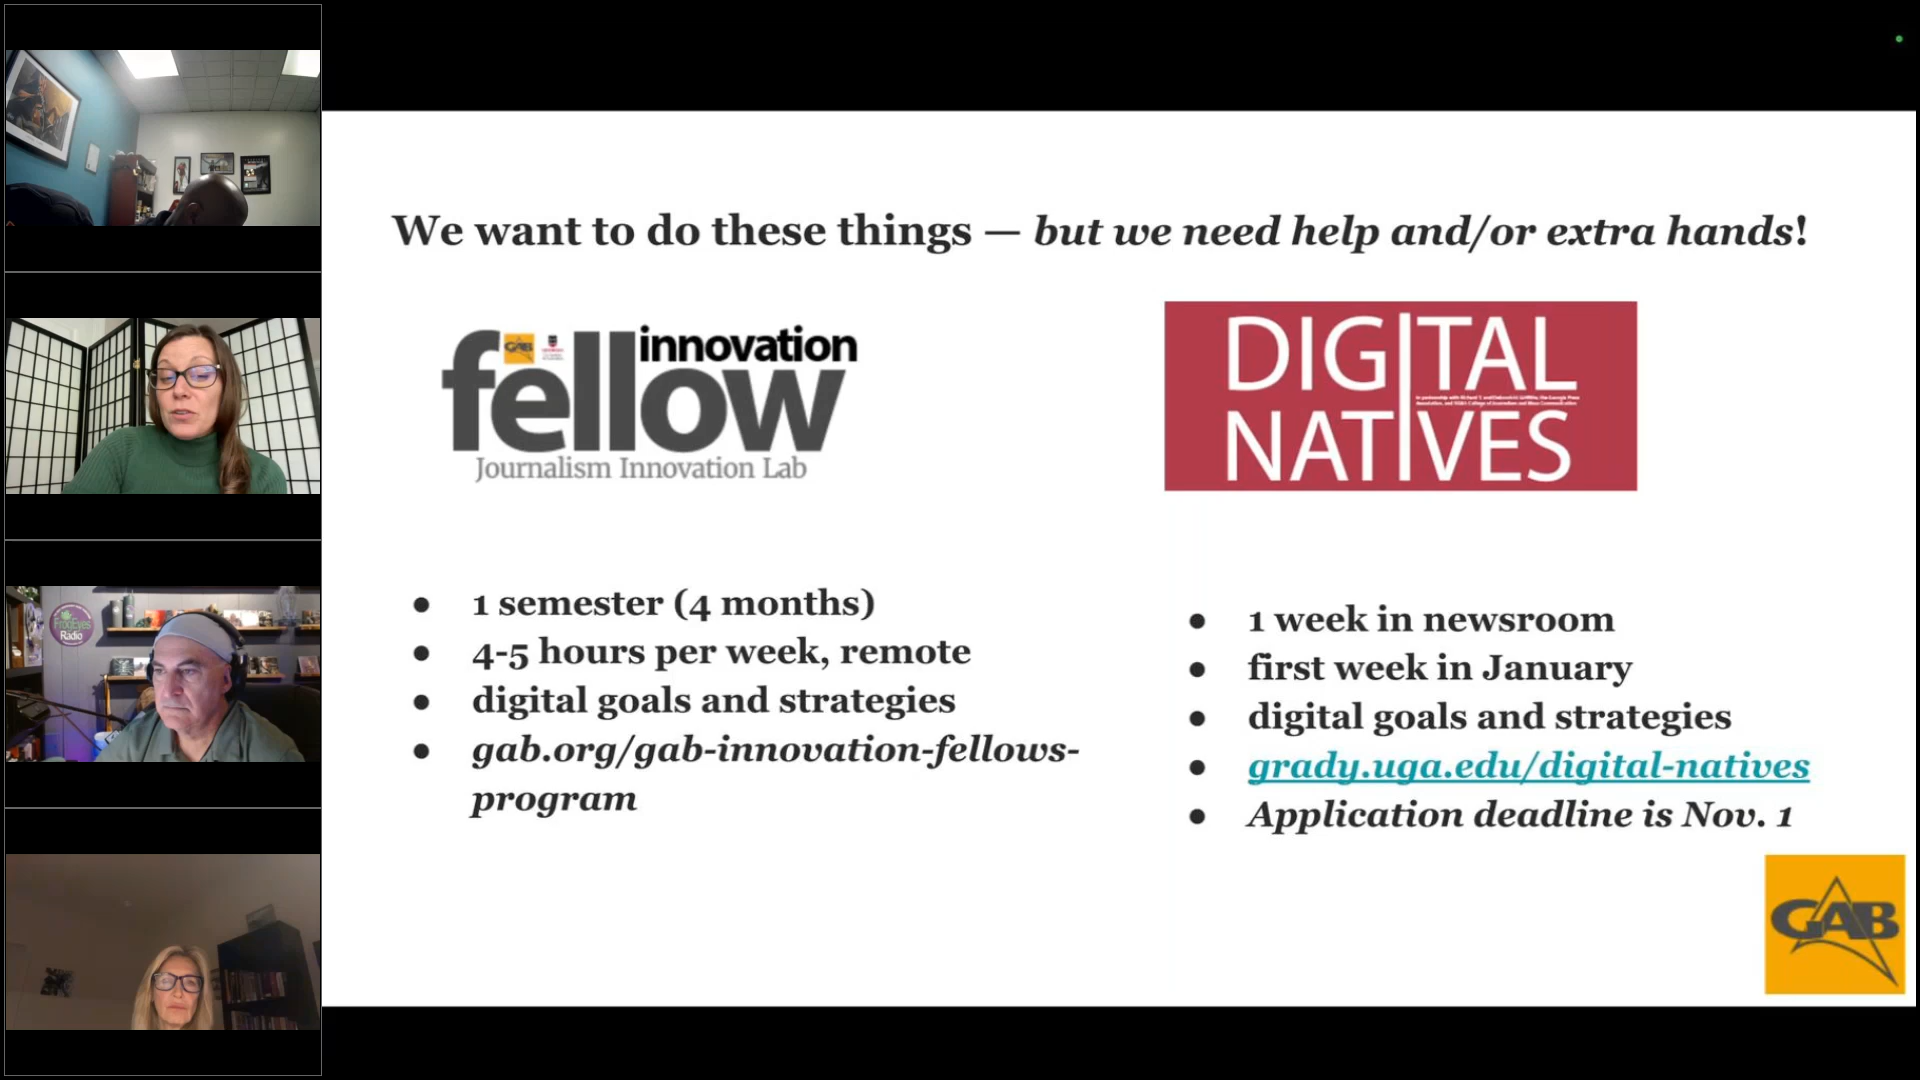 We want to do these things — but we need help and/or extra hands!
innovation
fellow
GAB
Journalism Innovation Lab
DIGITAL
NATIVES
● 1 semester (4 months)
● 4-5 hours per week, remote
● digital goals and strategies
● gab.org/gab-innovation-fellows-
program
● 1 week in newsroom
● first week in January
● digital goals and strategies
● grady.uga.edu/digital-natives
● Application deadline is Nov. 1
GAB
FrogEyes
Radio